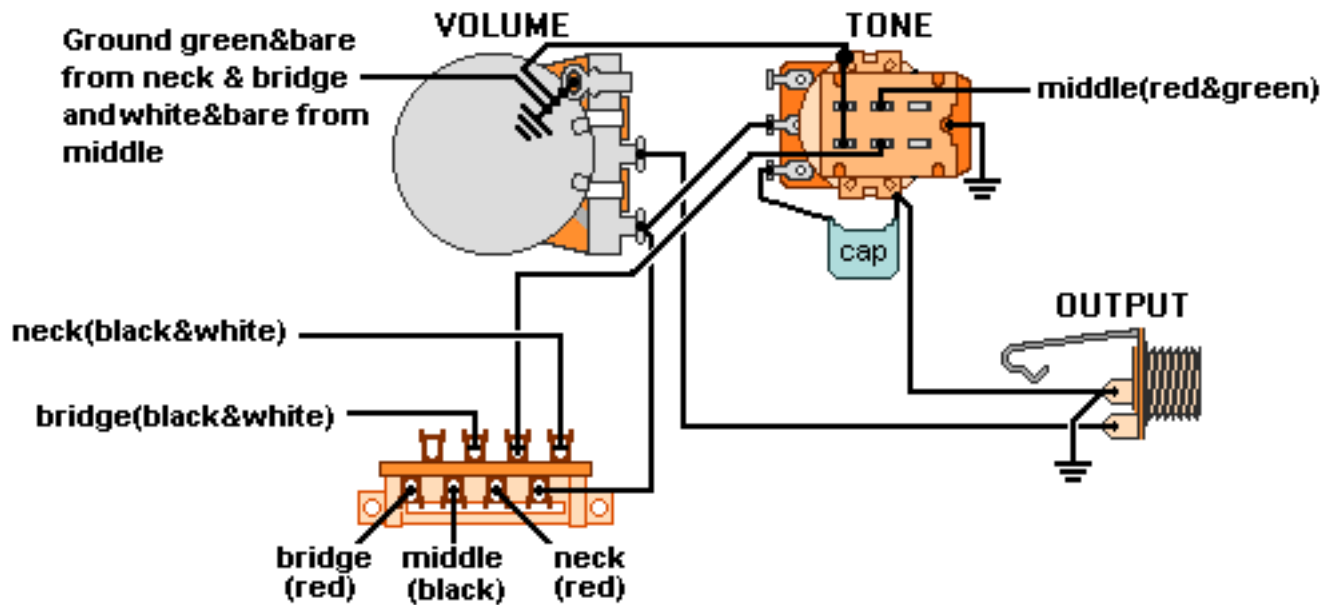 VOLUME
TONE
Ground green&bare
from neck & bridge
and white&bare from
middle
middle(red&green)
cap
OUTPUT
neck(black&white)
bridge(black&white)
bridge
(red)
middle
(black)
neck
(red)